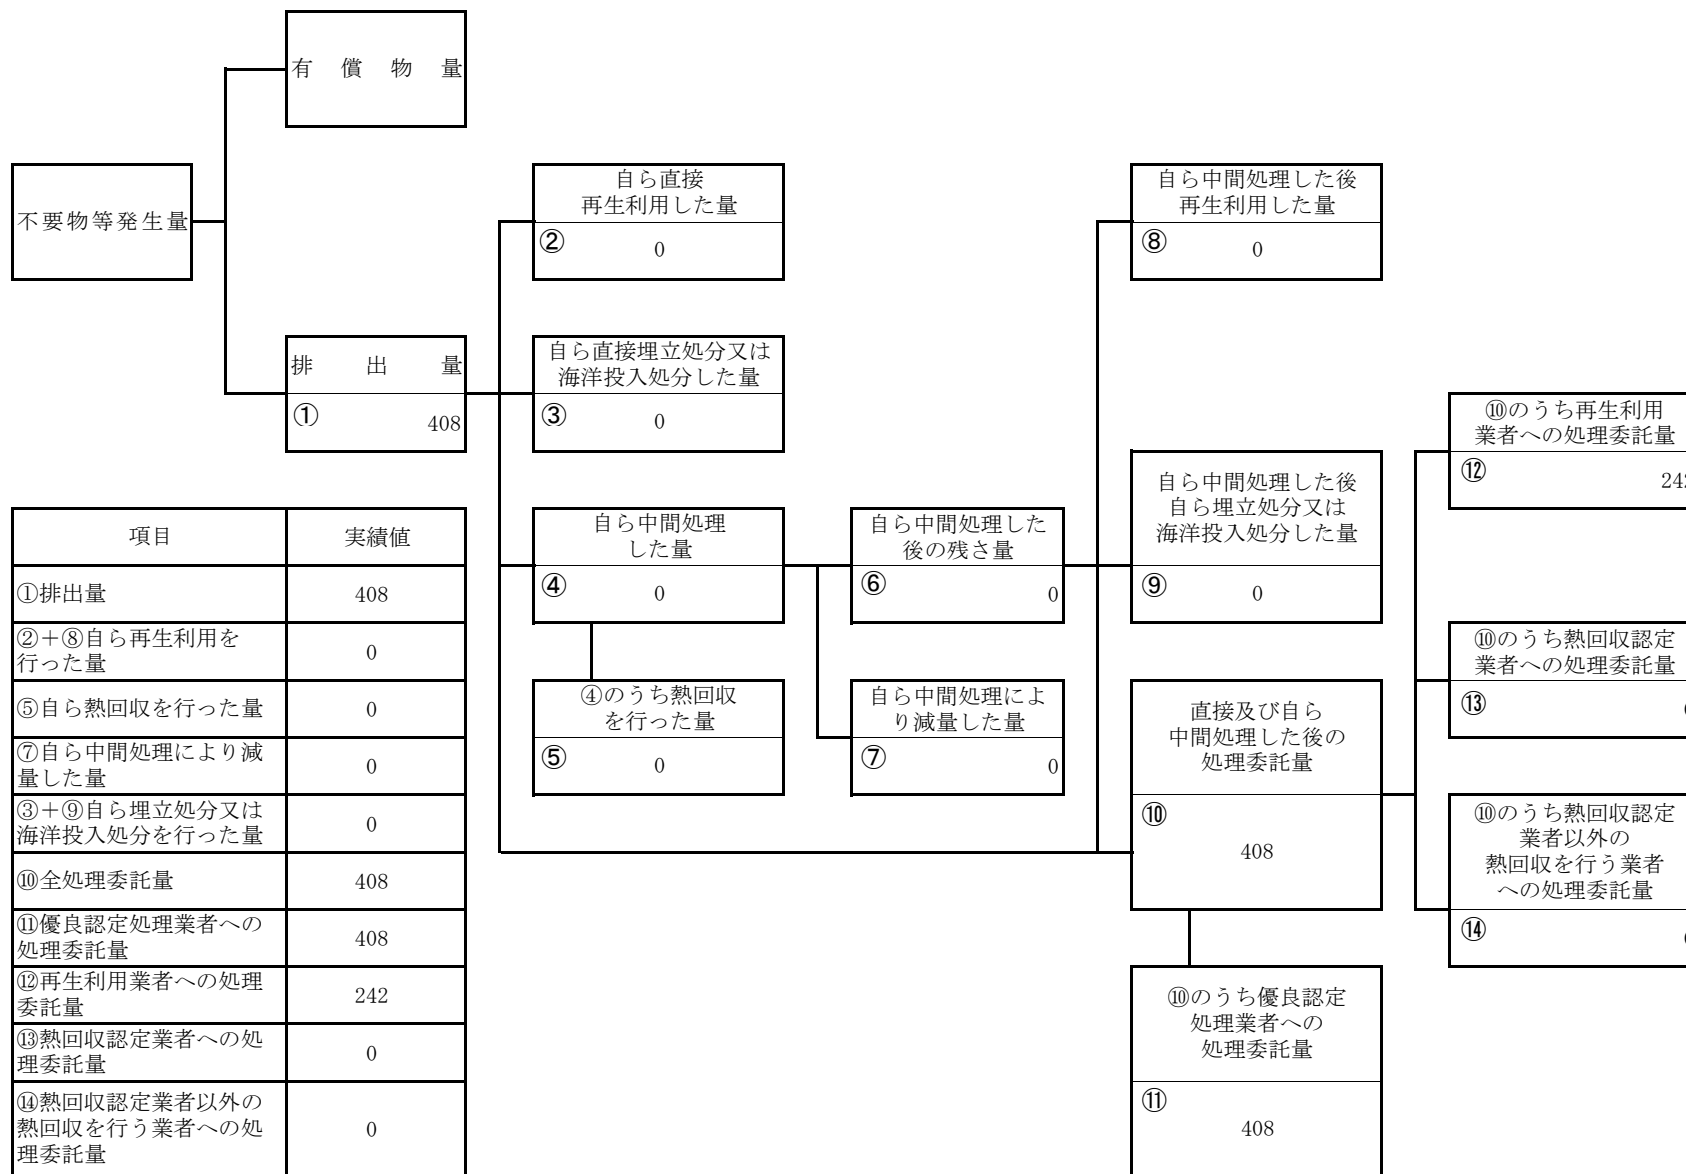 有償物量
不要物等発生量
排出量
① 408
自ら直接
再生利用した量
② 0
自ら直接埋立処分又は
海洋投入処分した量
③ 0
自ら中間処理
した量
④ 0
④のうち熱回収
を行った量
⑤ 0
自ら中間処理した
後の残さ量
⑥ 0
自ら中間処理によ
り減量した量
⑦ 0
自ら中間処理した後
再生利用した量
⑧ 0
自ら中間処理した後
自ら埋立処分又は
海洋投入処分した量
⑨ 0
直接及び自ら
中間処理した後の
処理委託量
⑩
408
⑩のうち優良認定
処理業者への
処理委託量
⑪
408
⑩のうち再生利用
業者への処理委託量
⑫
⑩のうち熱回収認定
業者への処理委託量
⑬
⑩のうち熱回収認定
業者以外の
熱回収を行う業者
への処理委託量
⑭
項目 実績値
①排出量 408
②+⑧自ら再生利用を
行った量 0
⑤自ら熱回収を行った量 0
⑦自ら中間処理により減
量した量 0
③+⑨自ら埋立処分又は
海洋投入処分を行った量 0
⑩全処理委託量 408
⑪優良認定処理業者への
処理委託量 408
⑫再生利用業者への処理
委託量 242
⑬熱回収認定業者への処
理委託量 0
⑭熱回収認定業者以外の
熱回収を行う業者への処
理委託量 0